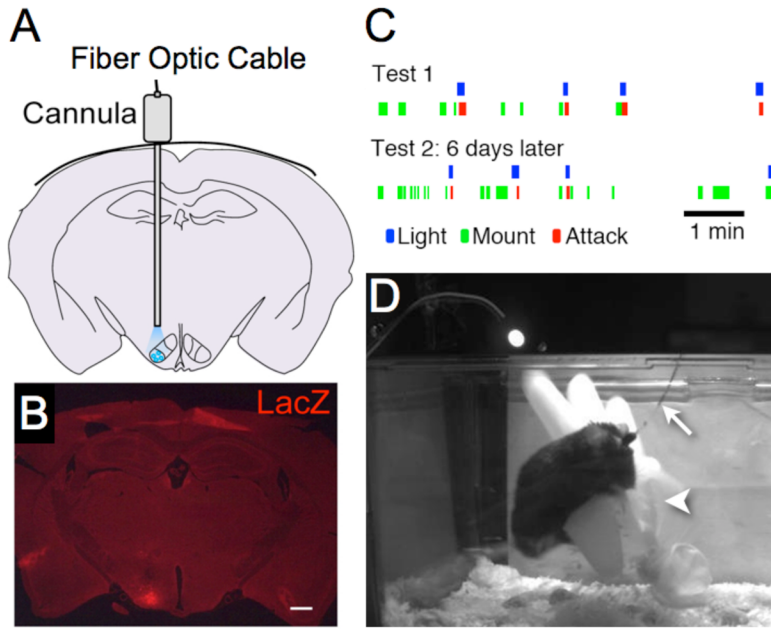 A
Fiber Optic Cable
Cannula
B
LacZ
C
Test 1
Test 2: 6 days later
1 min
Light Mount Attack
D